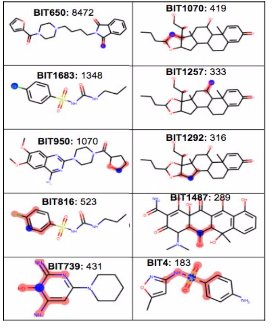 BIT650: 8472
BIT1070: 419
BIT1683: 1348
BIT1257: 333
BIT950: 1070
BIT1292: 316
BIT816: 523
BIT1487: 289
BIT739: 431
BIT4: 183